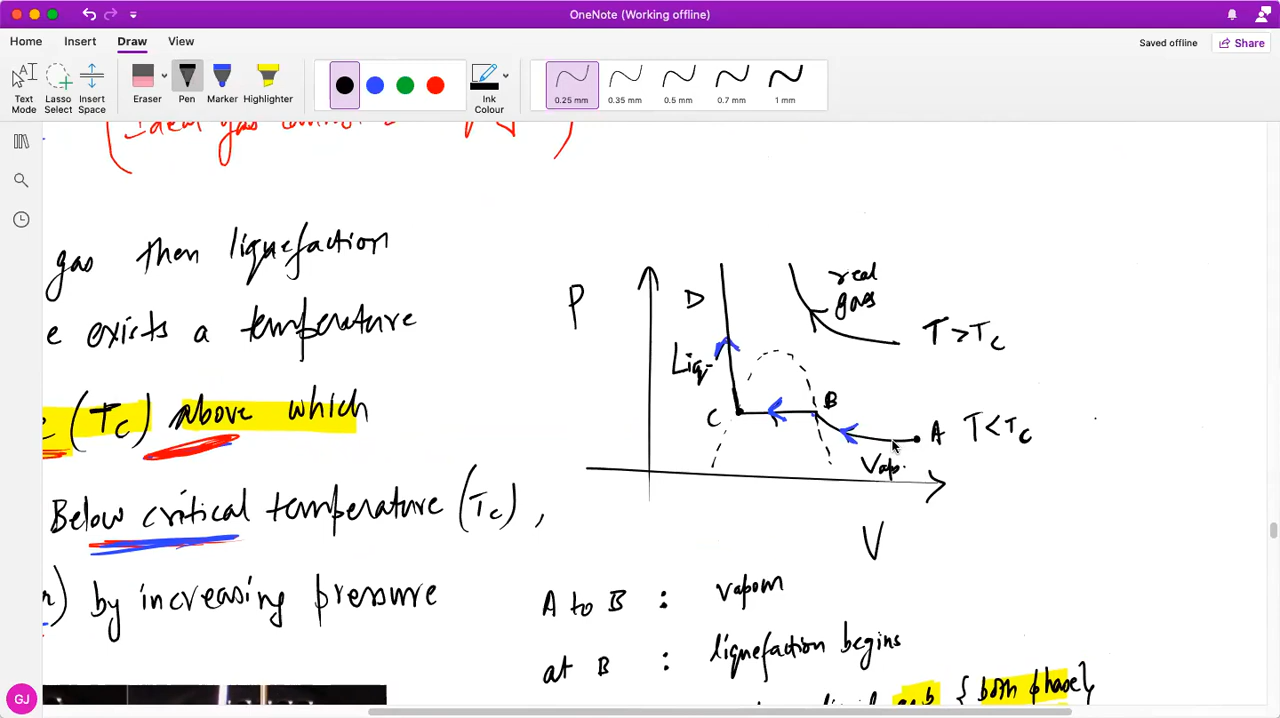 OneNote (Working offline)
Home Insert Draw View
Saved offline
Share
Text Mode
Lasso Select
Insert Space
Eraser
Pen
Marker
Highlighter
Ink Colour
0.25 mm
0.35 mm
0.5 mm
0.7 mm
1 mm
(Ideal gas
gas then liquefaction
e exists a temperature
(Tc) above which
Below critical temperature (Tc),
by increasing pressure
P
D
real gas
T>Tc
Liq.
B
C
A T<Tc
Vap.
V
A to B : vapour
at B : liquefaction begins
{both phase}
GJ